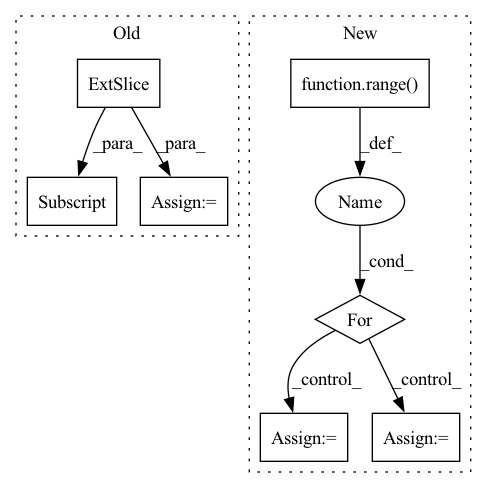 Old
New
ExtSlice
function.range()
_para_
_para_
_def_
Subscript
Assign:=
Name
_cond_
For
_control_
_control_
Assign:=
Assign:=